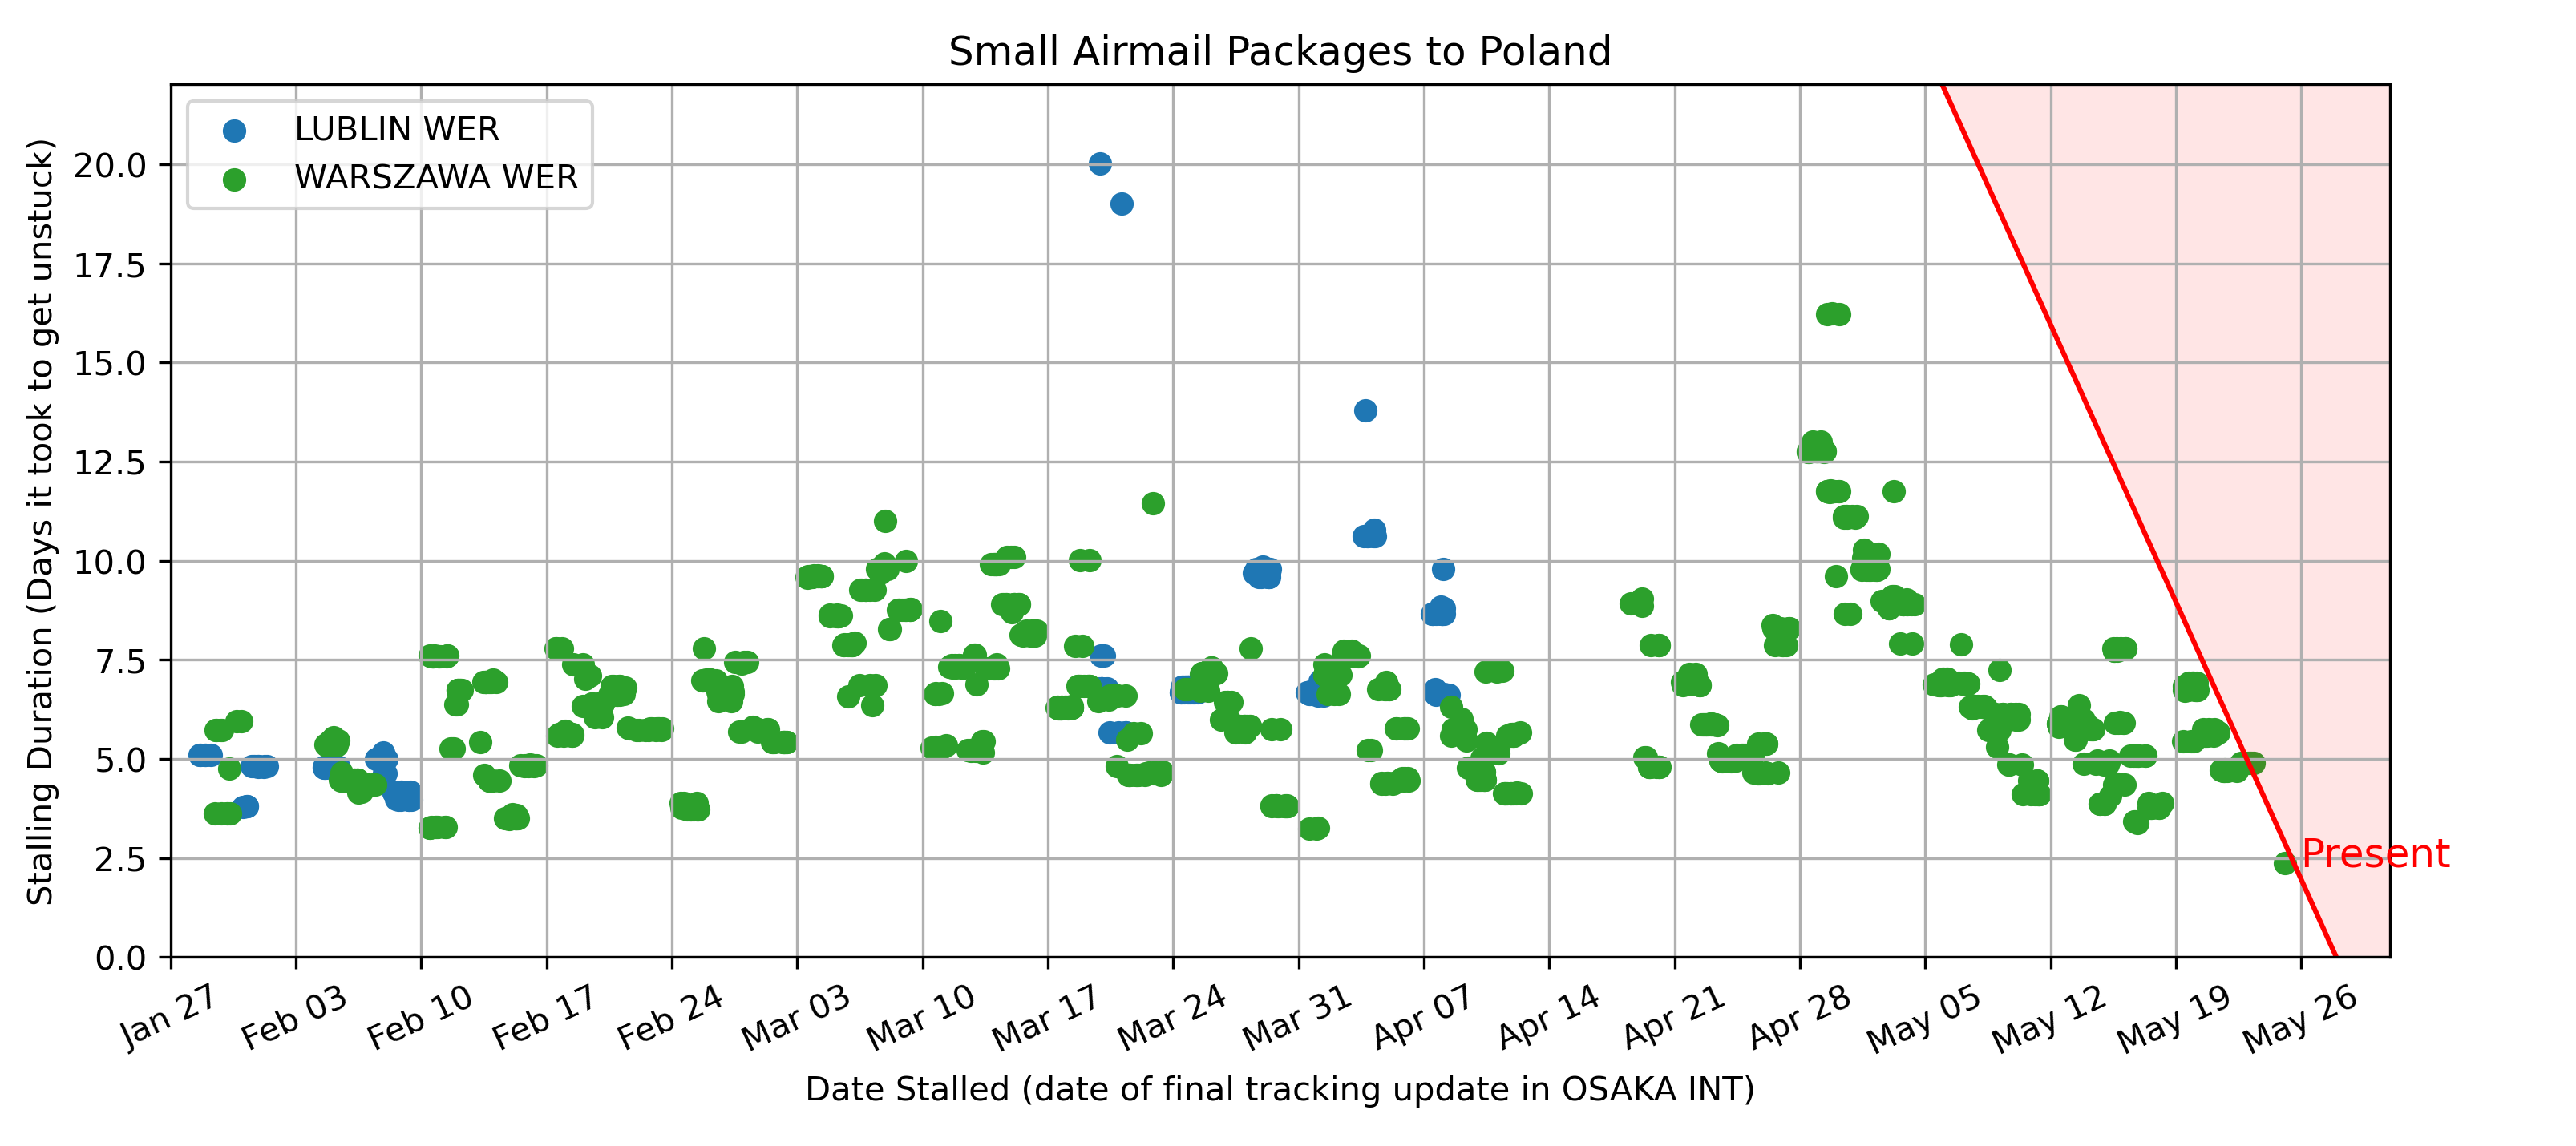 Small Airmail Packages to Poland
LUBLIN WER
WARSZAWA WER
Stalling Duration (Days it took to get unstuck)
20.0
17.5
15.0
12.5
10.0
7.5
5.0
2.5
0.0
Present
Jan 27
Feb 03
Feb 10
Feb 17
Feb 24
Mar 03
Mar 10
Mar 17
Mar 24
Mar 31
Apr 07
Apr 14
Apr 21
Apr 28
May 05
May 12
May 19
May 26
Date Stalled (date of final tracking update in OSAKA INT)